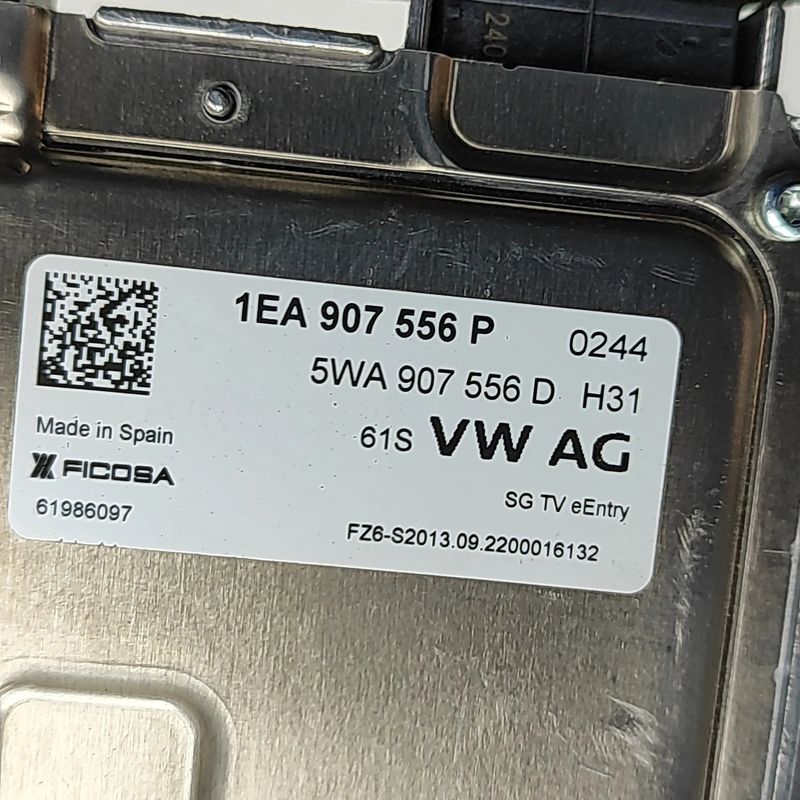 240
1EA 907 556 P 0244
5WA 907 556 D H31
61S VW AG
Made in Spain
FICOSA
SG TV eEntry
61986097
FZ6-S2013.09.2200016132